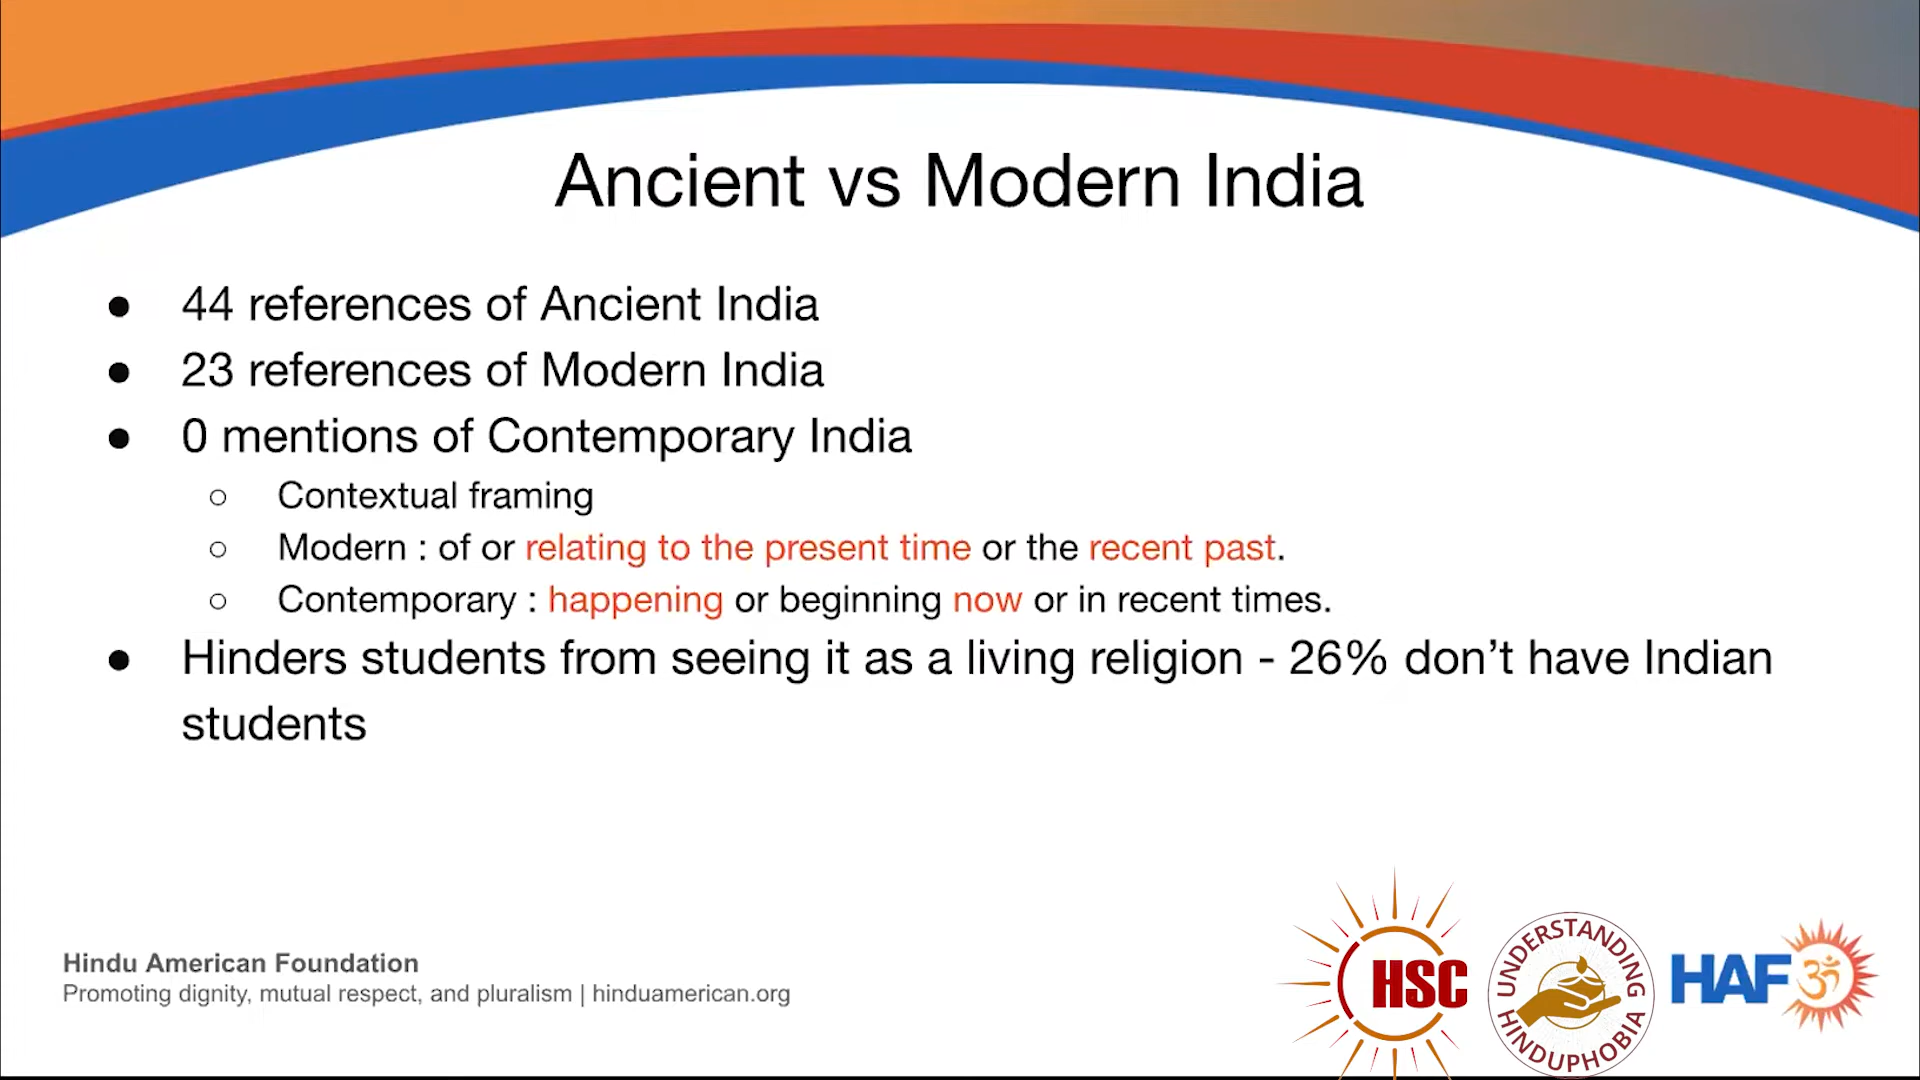 Ancient vs Modern India
● 44 references of Ancient India
● 23 references of Modern India
● 0 mentions of Contemporary India
○ Contextual framing
○ Modern : of or relating to the present time or the recent past.
○ Contemporary : happening or beginning now or in recent times.
● Hinders students from seeing it as a living religion - 26% don’t have Indian
students
Hindu American Foundation
Promoting dignity, mutual respect, and pluralism | hinduamerican.org
HSC
UNDERSTANDING
HINDUPHOBIA
HAF ॐ